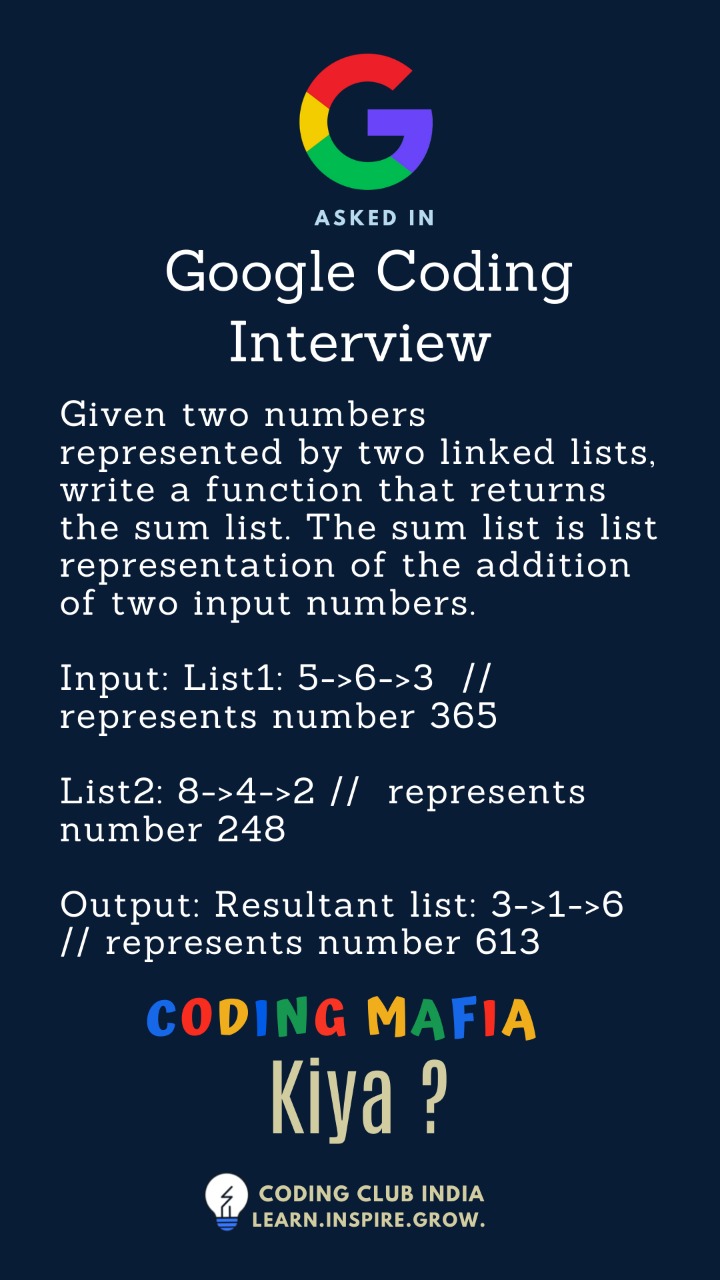 ASKED IN
Google Coding
Interview
Given two numbers
represented by two linked lists,
write a function that returns
the sum list. The sum list is list
representation of the addition
of two input numbers.
Input: List1: 5->6->3  //
represents number 365
List2: 8->4->2 //  represents
number 248
Output: Resultant list: 3->1->6
// represents number 613
CODING MAFIA
Kiya ?
CODING CLUB INDIA
LEARN.INSPIRE.GROW.